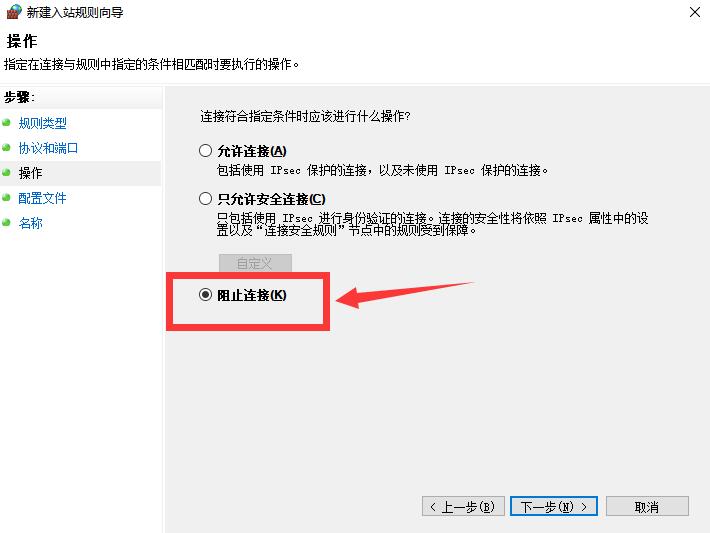 新建入站规则向导
操作
指定在连接与规则中指定的条件相匹配时要执行的操作。
步骤:
规则类型
协议和端口
操作
配置文件
名称
连接符合指定条件时应该进行什么操作?
允许连接(A)
包括使用 IPsec 保护的连接，以及未使用 IPsec 保护的连接。
只允许安全连接(C)
只包括使用 IPsec 进行身份验证的连接。连接的安全性将依照 IPsec 属性中的设
置以及“连接安全规则”节点中的规则受到保障。
自定义
阻止连接(K)
< 上一步(B)
下一步(N) >
取消